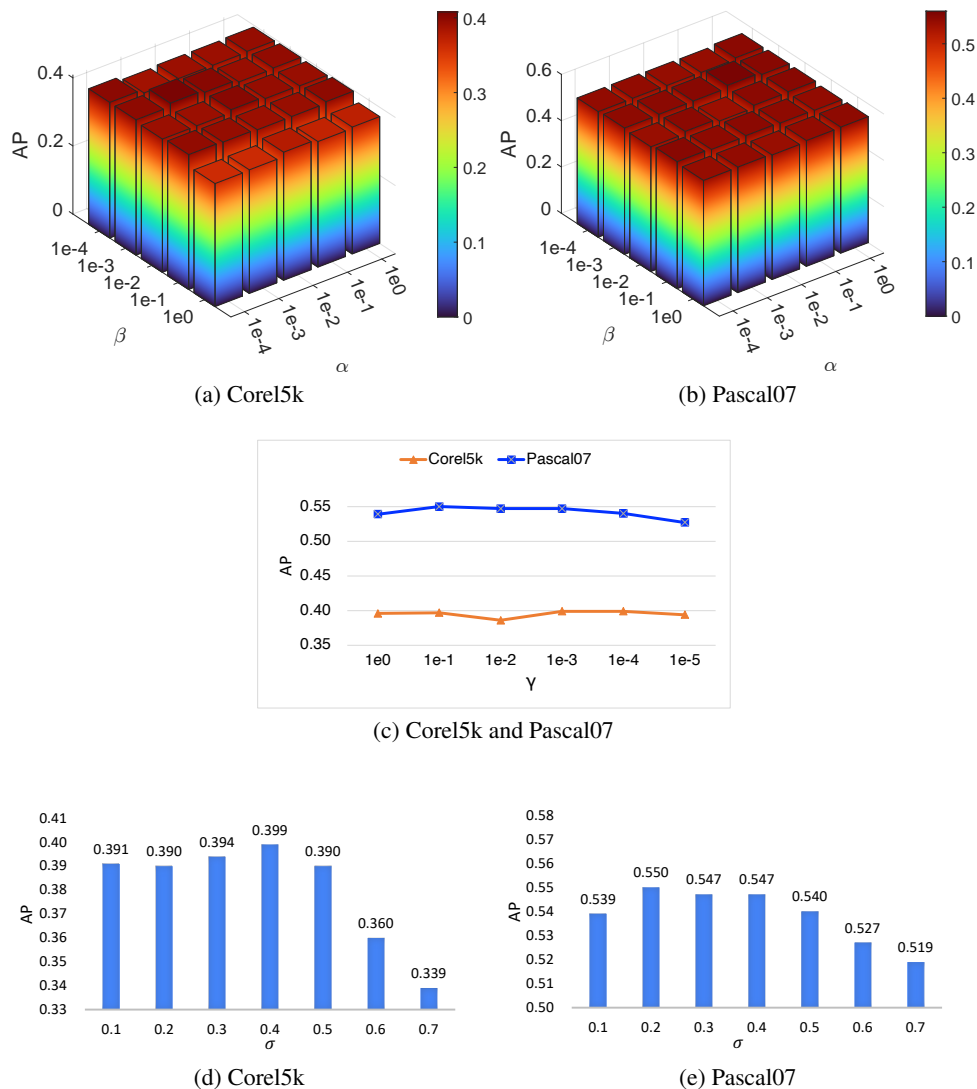 0.4
0.2
0
AP
1e-4
1e-3
1e-2
1e-1
1e0
β
1e-4
1e-3
1e-2
1e-1
1e0
α
0.4
0.3
0.2
0.1
0
(a) Corel5k
0.6
0.4
0.2
0
AP
1e-4
1e-3
1e-2
1e-1
1e0
β
1e-4
1e-3
1e-2
1e-1
1e0
α
0.5
0.4
0.3
0.2
0.1
0
(b) Pascal07
Corel5k Pascal07
0.55
0.50
0.45
0.40
0.35
AP
1e0 1e-1 1e-2 1e-3 1e-4 1e-5
γ
(c) Corel5k and Pascal07
0.41
0.40
0.39
0.38
0.37
0.36
0.35
0.34
0.33
AP
0.391 0.390 0.394 0.399 0.390 0.360 0.339
0.1 0.2 0.3 0.4 0.5 0.6 0.7
σ
(d) Corel5k
0.58
0.57
0.56
0.55
0.54
0.53
0.52
0.51
0.50
AP
0.539 0.550 0.547 0.547 0.540 0.527 0.519
0.1 0.2 0.3 0.4 0.5 0.6 0.7
σ
(e) Pascal07